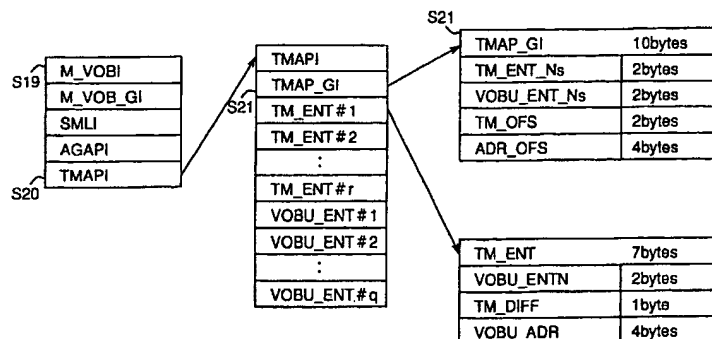 S19
M_VOBI
M_VOB_GI
SMLI
AGAPI
TMAPI
S20
TMAPI
TMAP_GI
S21
TM_ENT#1
TM_ENT#2
:
TM_ENT#r
VOBU_ENT#1
VOBU_ENT#2
:
VOBU_ENT#q
S21
TMAP_GI 10bytes
TM_ENT_Ns 2bytes
VOBU_ENT_Ns 2bytes
TM_OFS 2bytes
ADR_OFS 4bytes
TM_ENT 7bytes
VOBU_ENTN 2bytes
TM_DIFF 1byte
VOBU_ADR 4bytes